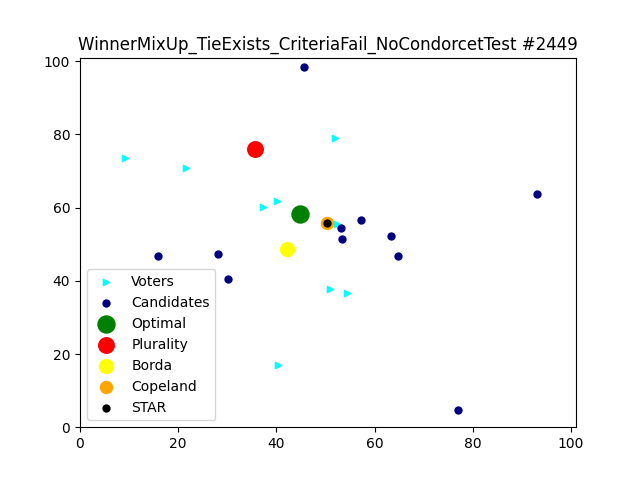 WinnerMixUp_TieExists_CriteriaFail_NoCondorcetTest #2449
100
80
60
40
20
0
Voters
Candidates
Optimal
Plurality
Borda
Copeland
STAR
0 20 40 60 80 100